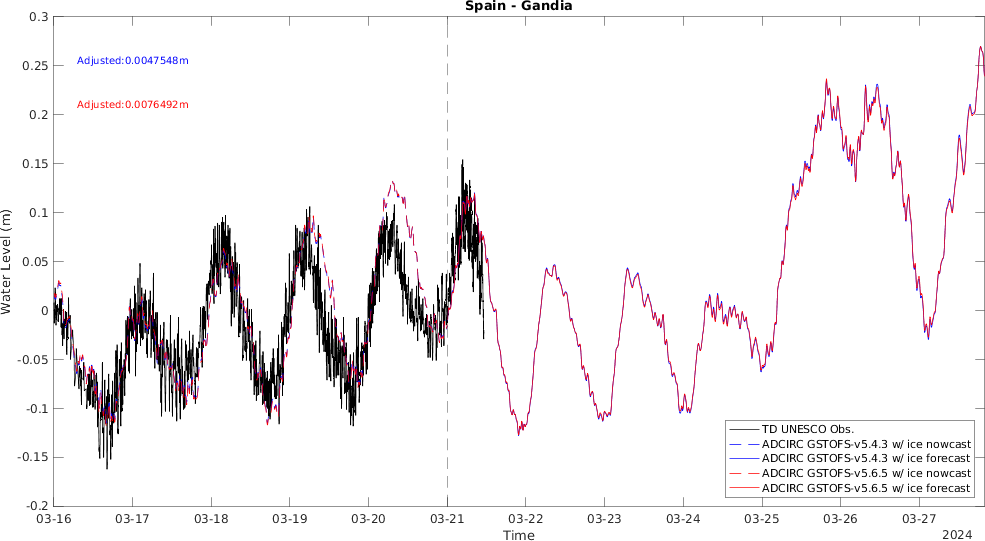 Spain - Gandia
Adjusted:0.0047548m
Adjusted:0.0076492m
Water Level (m)
0.3
0.25
0.2
0.15
0.1
0.05
0
-0.05
-0.1
-0.15
-0.2
TD UNESCO Obs.
ADCIRC GSTOFS-v5.4.3 w/ ice nowcast
ADCIRC GSTOFS-v5.4.3 w/ ice forecast
ADCIRC GSTOFS-v5.6.5 w/ ice nowcast
ADCIRC GSTOFS-v5.6.5 w/ ice forecast
03-16 03-17 03-18 03-19 03-20 03-21 03-22 03-23 03-24 03-25 03-26 03-27
Time
2024